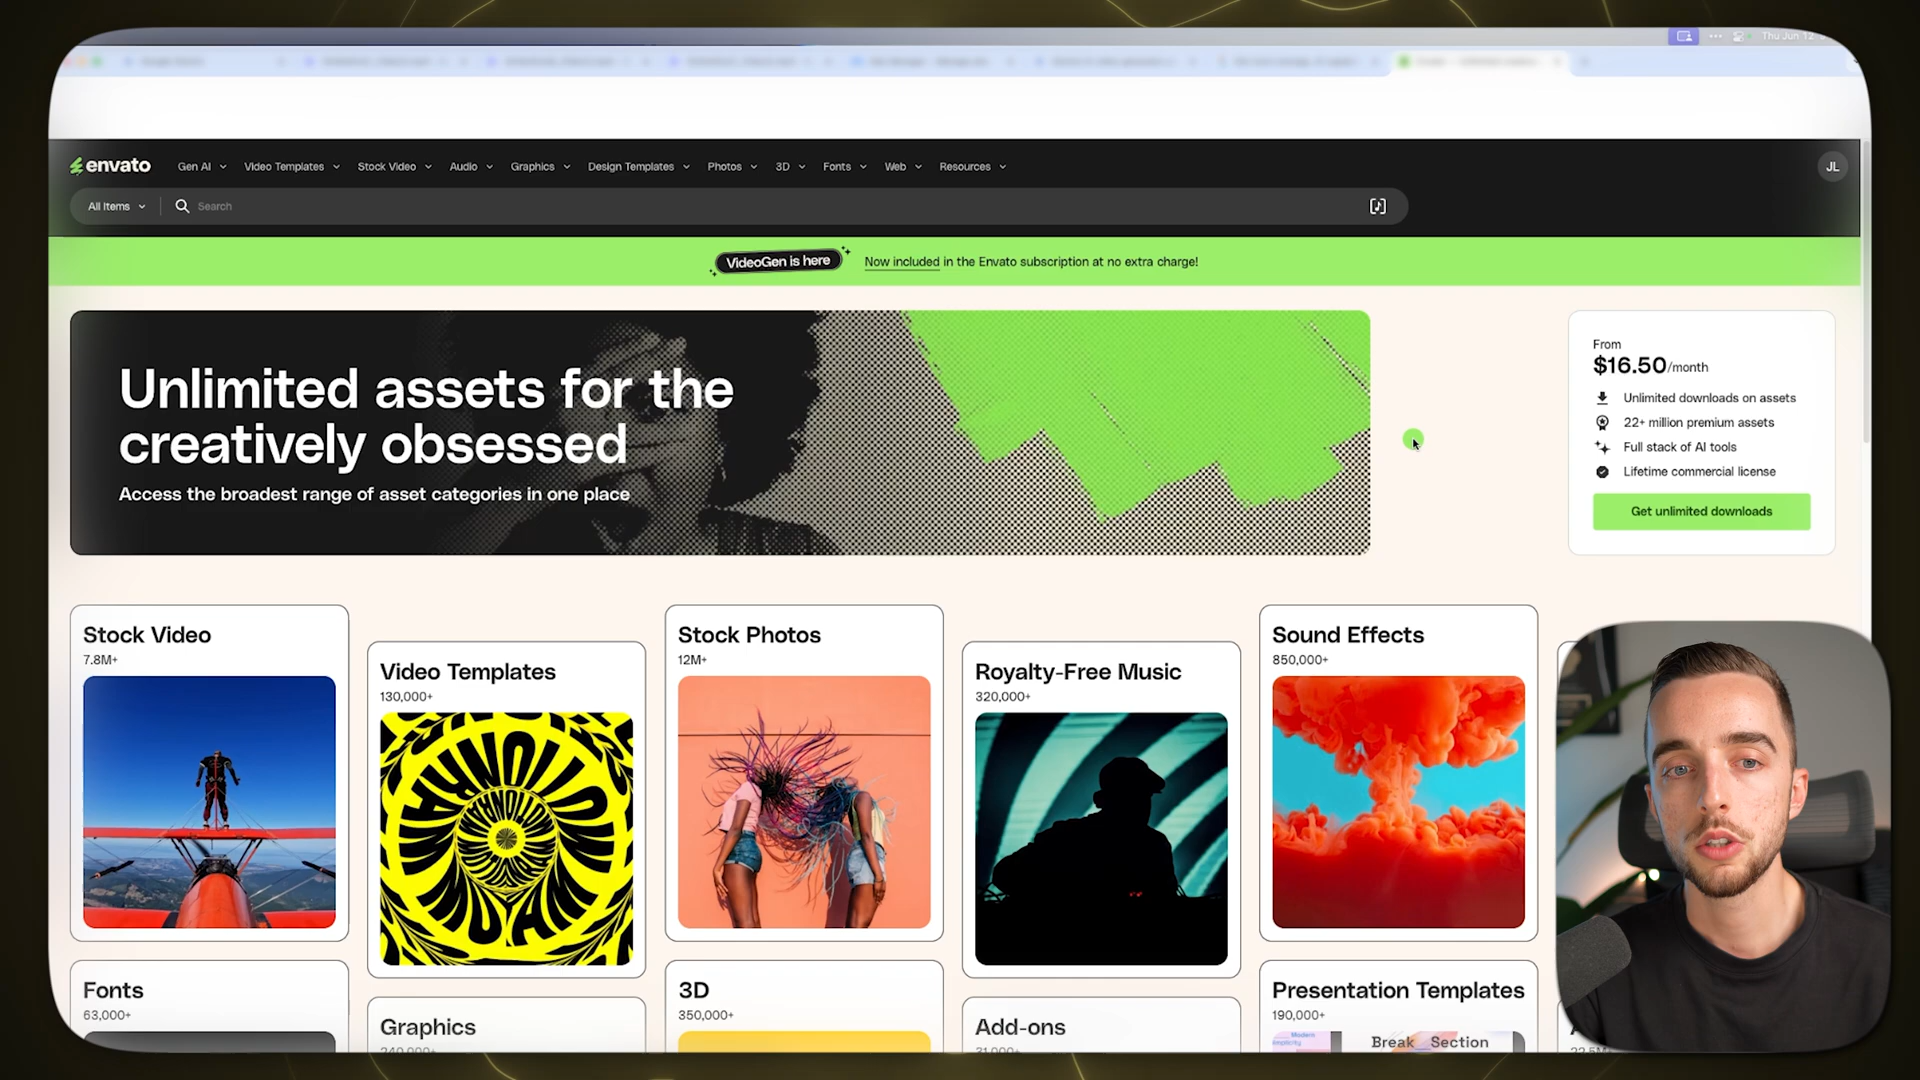 Thu Jun 12
envato
Gen AI
Video Templates
Stock Video
Audio
Graphics
Design Templates
Photos
3D
Fonts
Web
Resources
JL
All Items
Search
VideoGen is here
Now included in the Envato subscription at no extra charge!
Unlimited assets for the
creatively obsessed
Access the broadest range of asset categories in one place
From
$16.50/month
Unlimited downloads on assets
22+ million premium assets
Full stack of AI tools
Lifetime commercial license
Get unlimited downloads
Stock Video
7.8M+
Video Templates
130,000+
Stock Photos
12M+
Royalty-Free Music
320,000+
Sound Effects
850,000+
Fonts
63,000+
Graphics
3D
350,000+
Add-ons
Presentation Templates
190,000+
Modern
Break Section